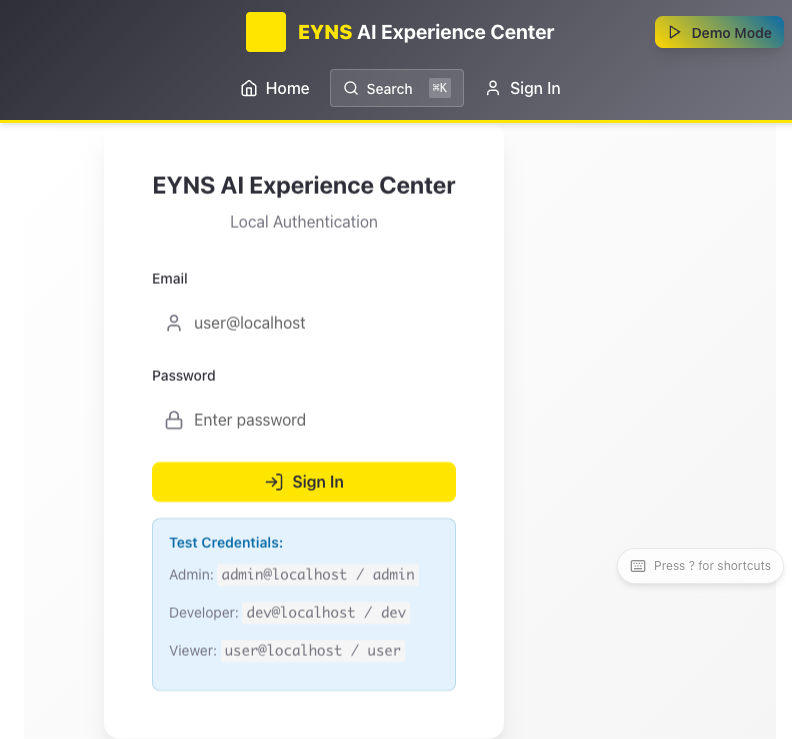 EYNS AI Experience Center
Demo Mode
Home
Search ⌘K
Sign In
EYNS AI Experience Center
Local Authentication
Email
user@localhost
Password
Enter password
Sign In
Test Credentials:
Admin: admin@localhost / admin
Developer: dev@localhost / dev
Viewer: user@localhost / user
Press ? for shortcuts